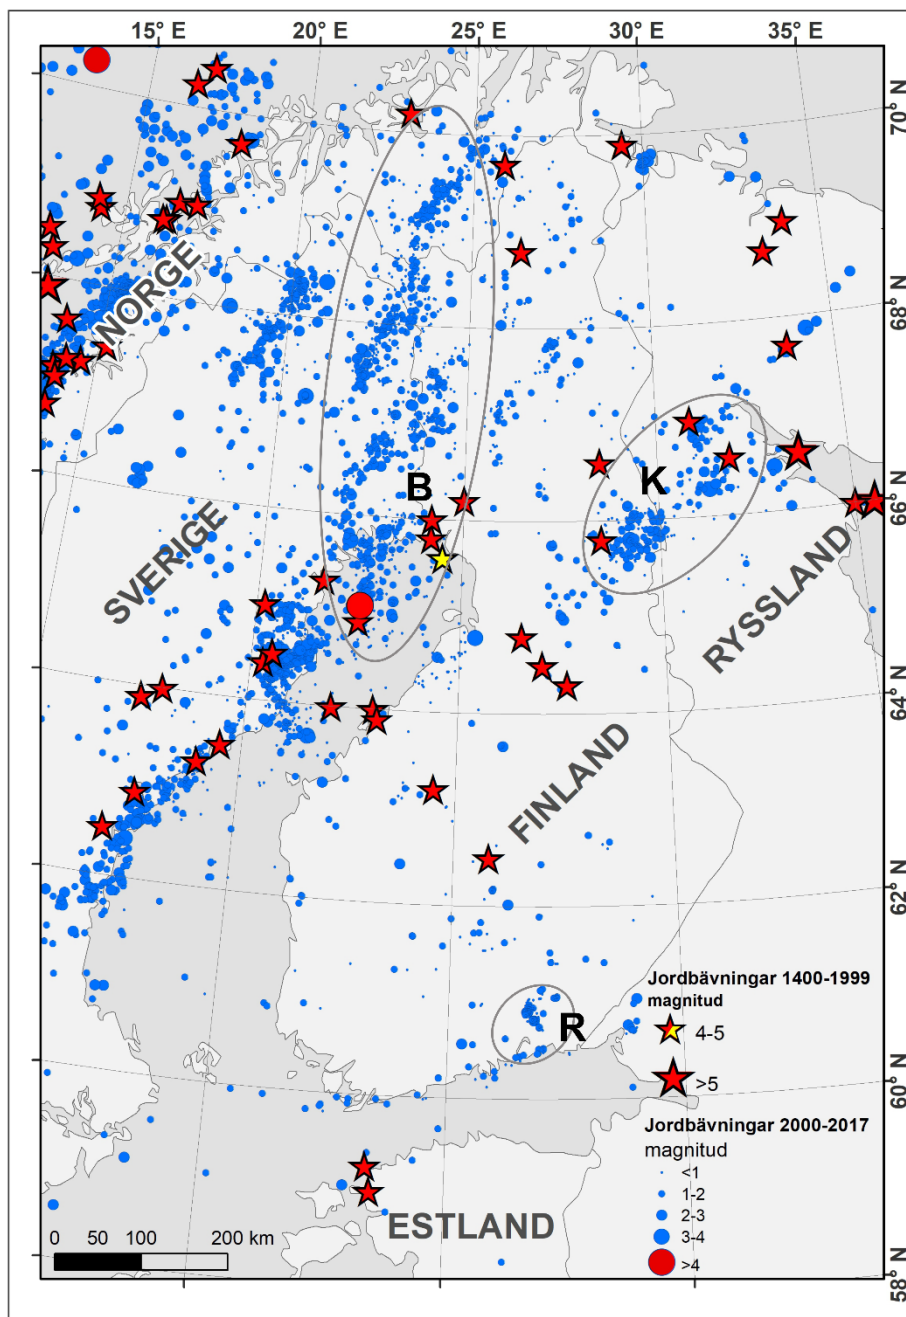 15° E 20° E 25° E 30° E 35° E
70° N
68° N
66° N
64° N
62° N
60° N
58° N
NORGE
SVERIGE
B
K
RYSSLAND
FINLAND
R
ESTLAND
Jordbävningar 1400-1999
magnitud
4-5
>5
Jordbävningar 2000-2017
magnitud
<1
1-2
2-3
3-4
>4
0 50 100 200 km